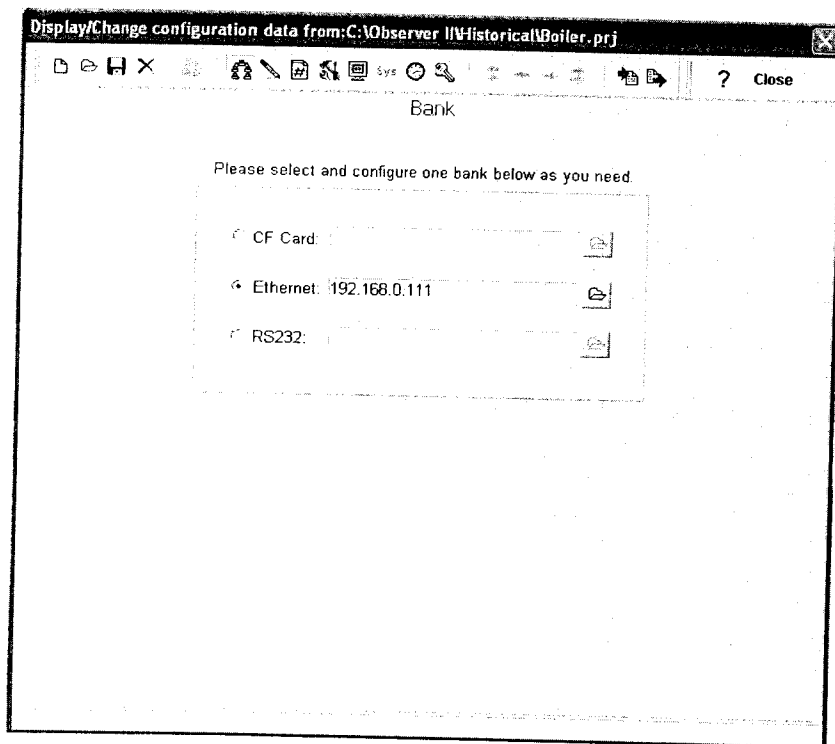 Display/Change configuration data from:C:\Observer II\Historical\Boiler.prj
Sys ? Close
Bank
Please select and configure one bank below as you need.
CF Card:
Ethernet: 192.168.0.111
RS232: